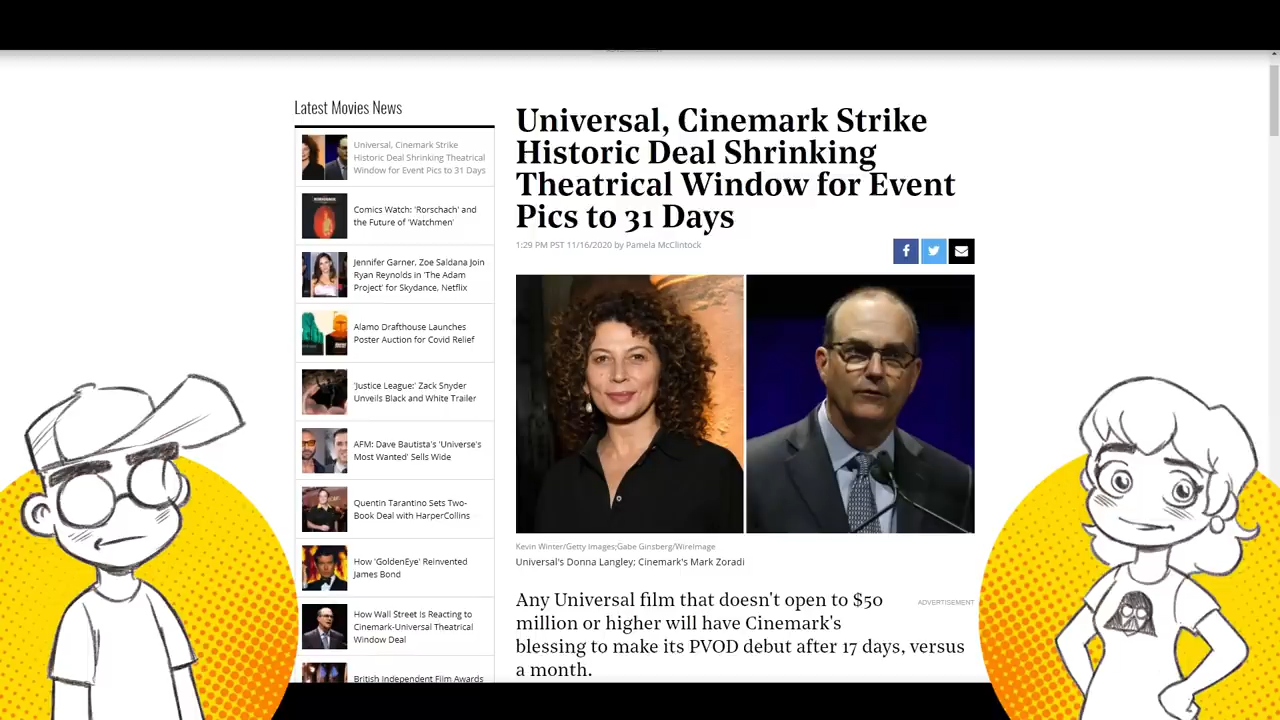 Latest Movies News
Universal, Cinemark Strike
Historic Deal Shrinking Theatrical
Window for Event Pics to 31 Days
Comics Watch: 'Rorschach' and
the Future of 'Watchmen'
Jennifer Garner, Zoe Saldana Join
Ryan Reynolds in 'The Adam
Project' for Skydance, Netflix
Alamo Drafthouse Launches
Poster Auction for Covid Relief
'Justice League:' Zack Snyder
Unveils Black and White Trailer
AFM: Dave Bautista's 'Universe's
Most Wanted' Sells Wide
Quentin Tarantino Sets Two-
Book Deal with HarperCollins
How 'GoldenEye' Reinvented
James Bond
How Wall Street Is Reacting to
Cinemark-Universal Theatrical
Window Deal
British Independent Film Awards
Universal, Cinemark Strike
Historic Deal Shrinking
Theatrical Window for Event
Pics to 31 Days
1:29 PM PST 11/16/2020 by Pamela McClintock
Kevin Winter/Getty Images;Gabe Ginsberg/WireImage
Universal's Donna Langley; Cinemark's Mark Zoradi
Any Universal film that doesn't open to $50
million or higher will have Cinemark's
blessing to make its PVOD debut after 17 days, versus
a month.
ADVERTISEMENT